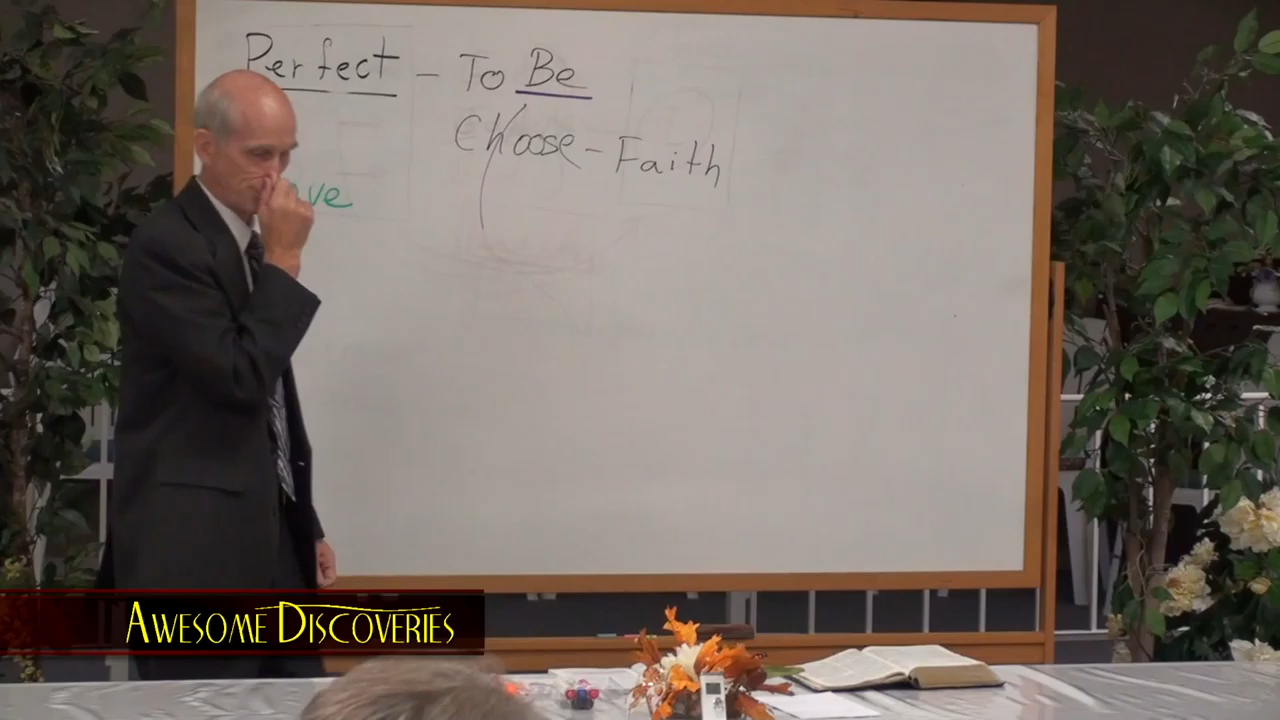 Perfect – To Be
Choose – Faith
AWESOME DISCOVERIES